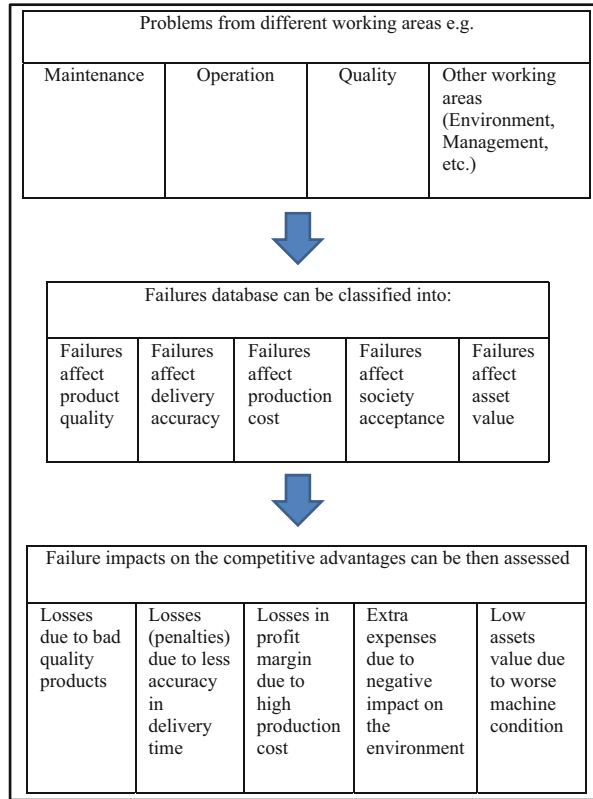 Problems from different working areas e.g.
Maintenance
Operation
Quality
Other working
areas
(Environment,
Management,
etc.)
Failures database can be classified into:
Failures
affect
product
quality
Failures
affect
delivery
accuracy
Failures
affect
production
cost
Failures
affect
society
acceptance
Failures
affect
asset
value
Failure impacts on the competitive advantages can be then assessed
Losses
due to bad
quality
products
Losses
(penalties)
due to less
accuracy
in
delivery
time
Losses in
profit
margin
due to
high
production
cost
Extra
expenses
due to
negative
impact on
the
environment
Low
assets
value due
to worse
machine
condition